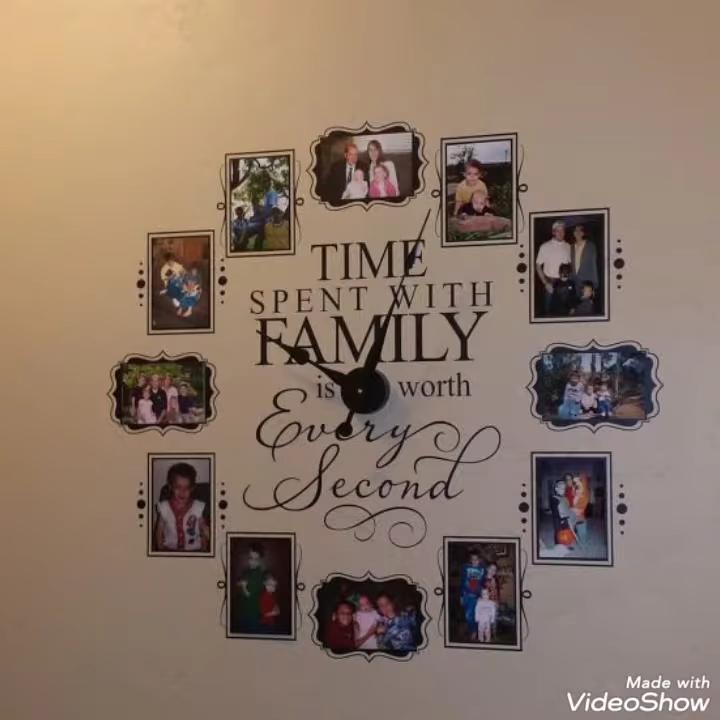 TIME
SPENT WITH
FAMILY
is worth
Every
Second
Made with
VideoShow